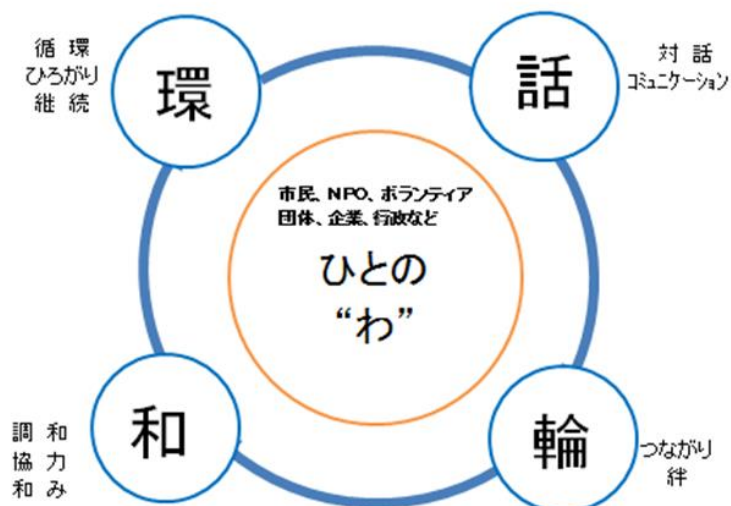 循 環
ひろがり
継 続
環
話
対 話
コミュニケーション
市民、NPO、ボランティア
団体、企業、行政など
ひとの
“わ”
和
調 和
協 力
和 み
輪
つながり
絆